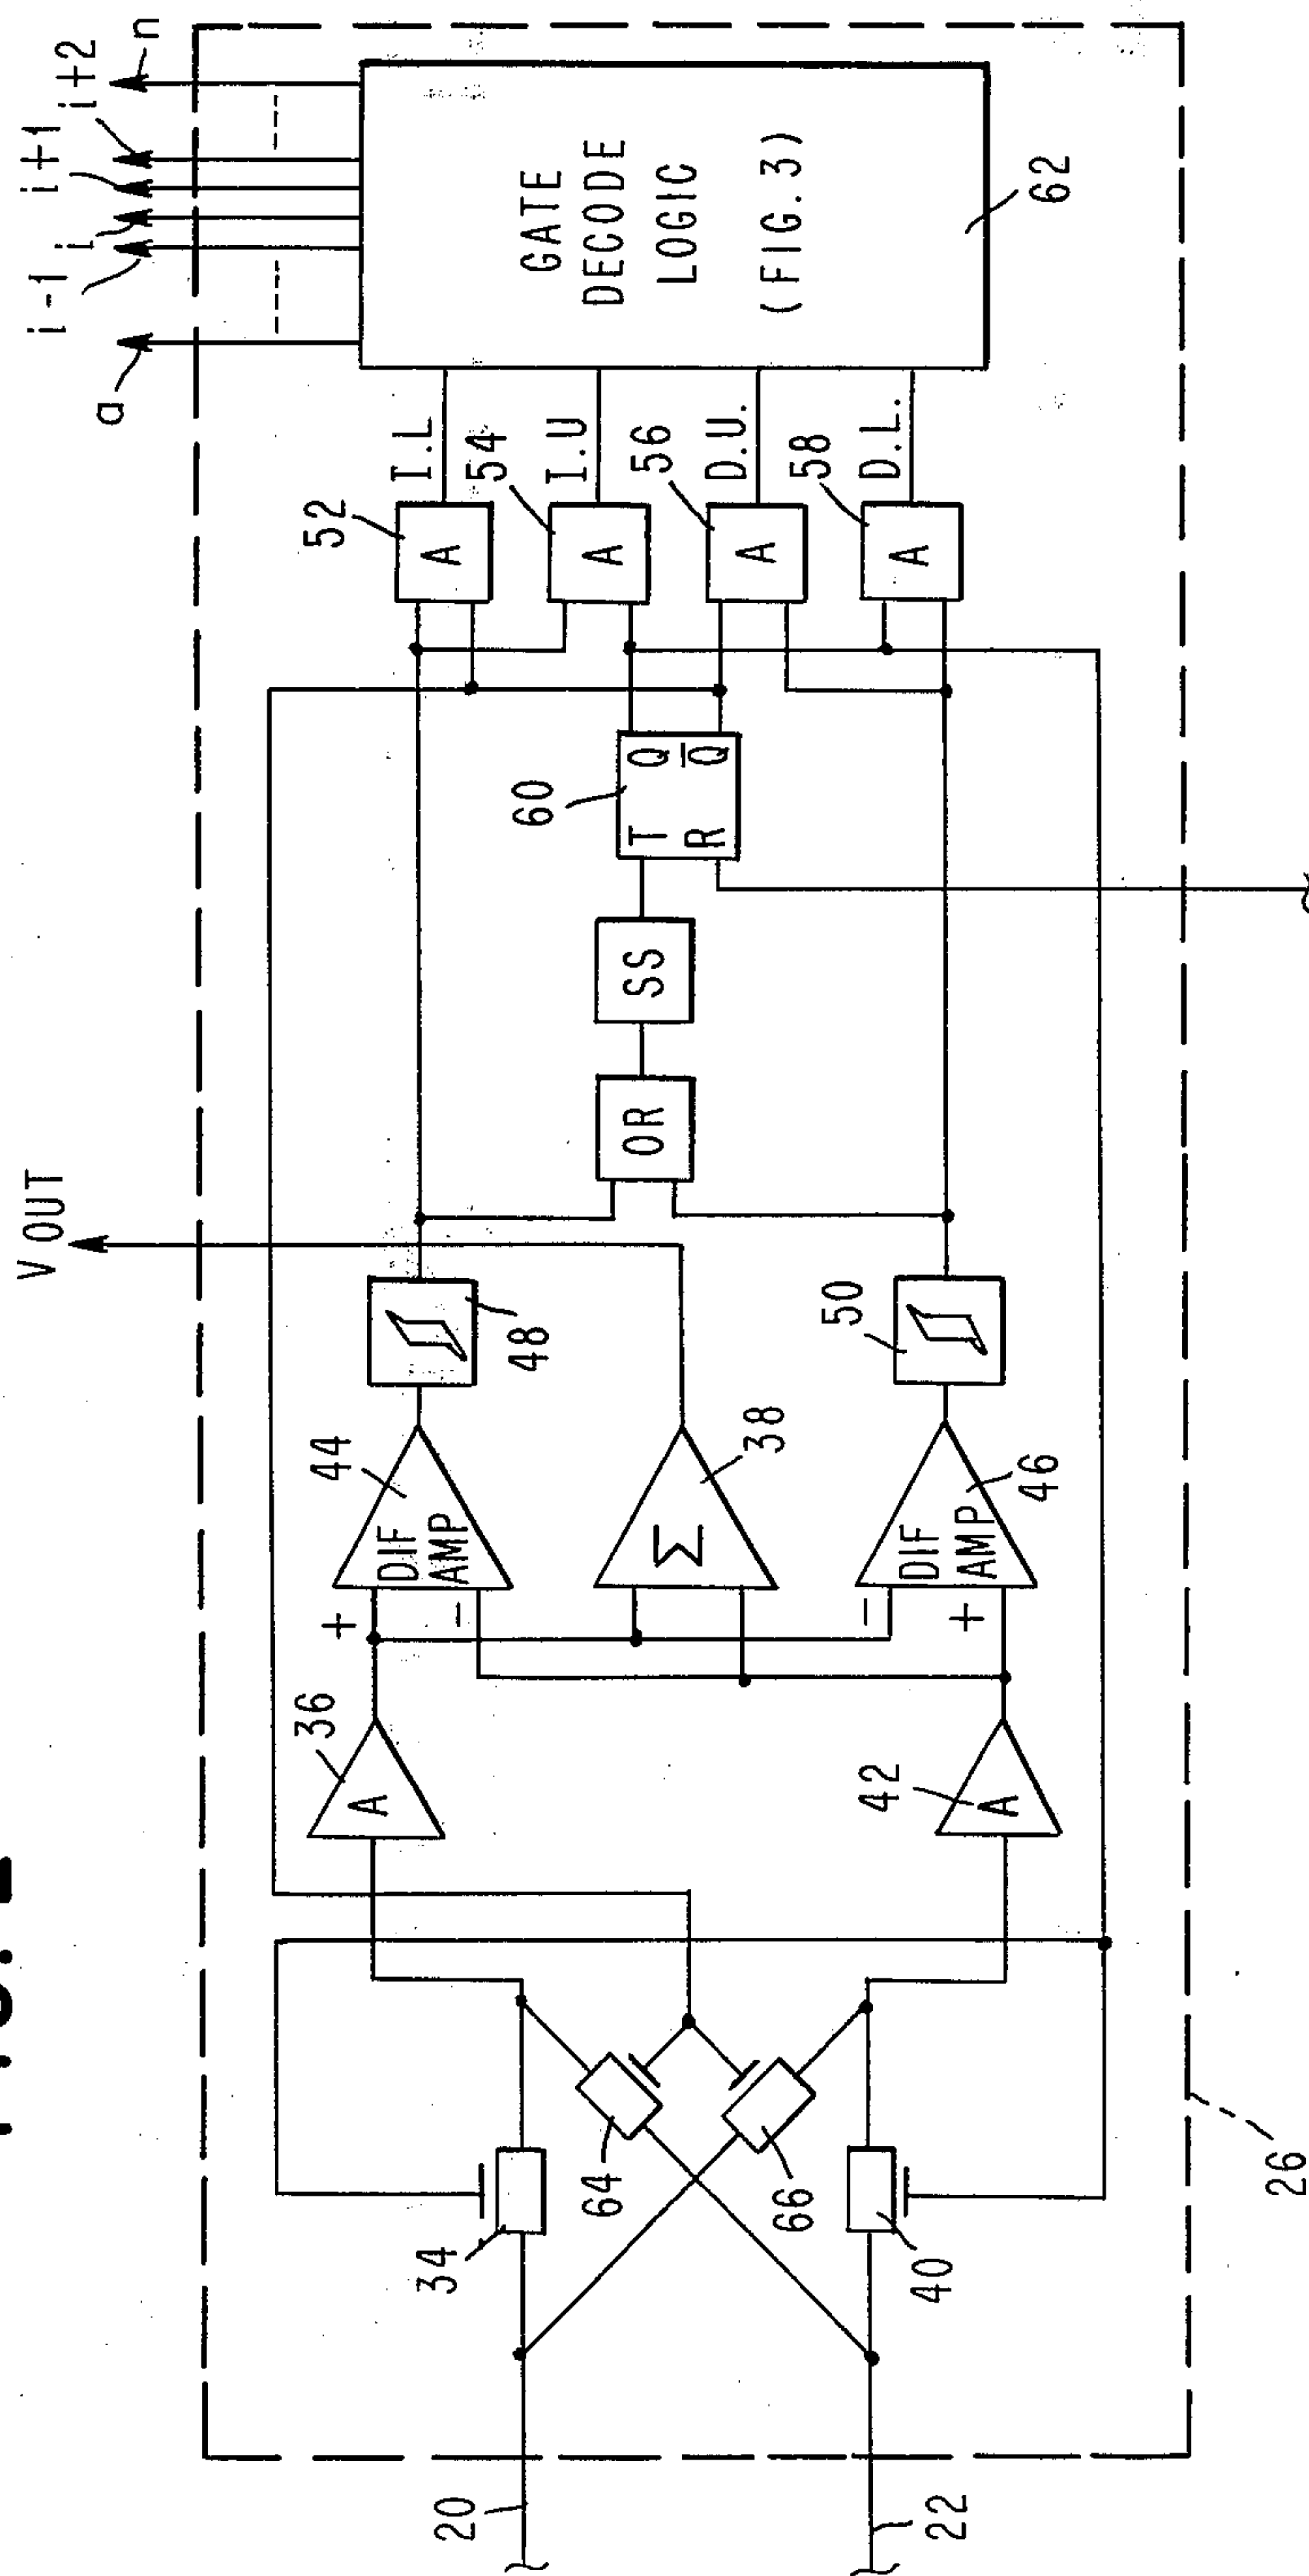 i-1
i
i+1
i+2
a
n
V OUT
GATE
DECODE
LOGIC
(FIG.3)
62
I.L
I.U
D.U.
D.L.
52
A
54
A
56
A
58
A
60
T
Q
R
Q̅
SS
OR
48
50
44
DIF
AMP
+
-
38
Σ
46
DIF
AMP
-
+
36
A
42
A
34
64
66
40
20
22
26